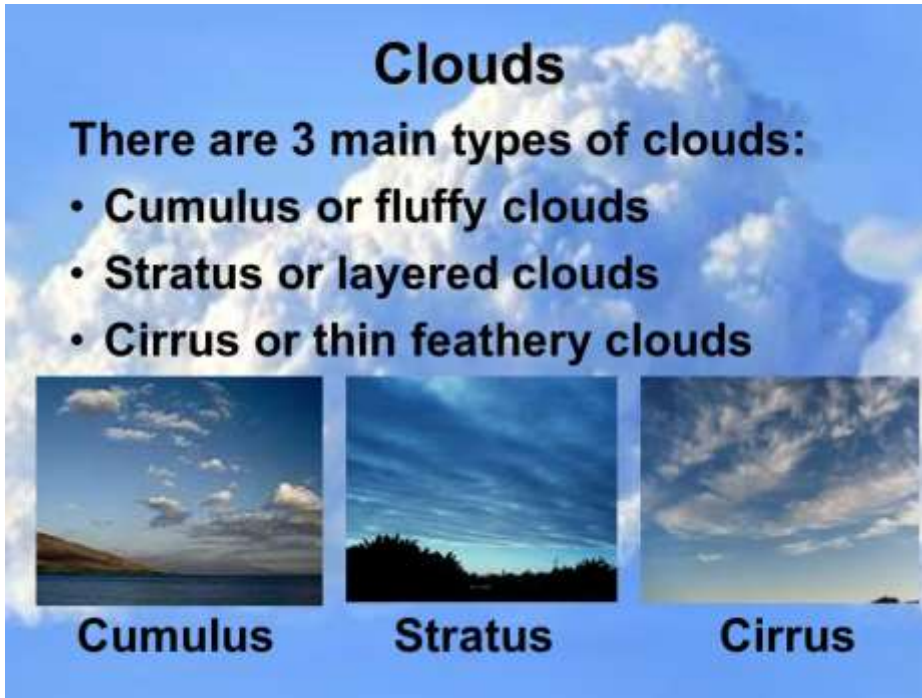 Clouds
There are 3 main types of clouds:
• Cumulus or fluffy clouds
• Stratus or layered clouds
• Cirrus or thin feathery clouds
Cumulus Stratus Cirrus